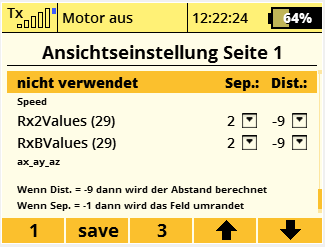 Tx Motor aus 12:22:24 64%
Ansichtseinstellung Seite 1
nicht verwendet Sep.: Dist.:
Speed
Rx2Values (29) 2 -9
RxBValues (29) 2 -9
ax_ay_az
Wenn Dist. = -9 dann wird der Abstand berechnet
Wenn Sep. = -1 dann was das Feld umrandet
1 save 3